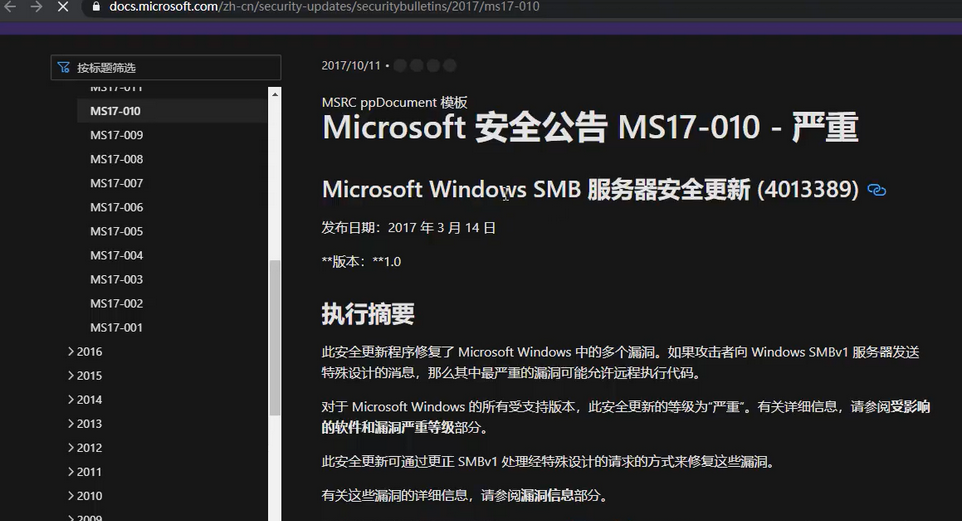 docs.microsoft.com/zh-cn/security-updates/securitybulletins/2017/ms17-010
按标题筛选
MS17-011
MS17-010
MS17-009
MS17-008
MS17-007
MS17-006
MS17-005
MS17-004
MS17-003
MS17-002
MS17-001
2016
2015
2014
2013
2012
2011
2010
2009
2017/10/11 •
MSRC ppDocument 模板
Microsoft 安全公告 MS17-010 - 严重
Microsoft Windows SMB 服务器安全更新 (4013389)
发布日期：2017 年 3 月 14 日
**版本：**1.0
执行摘要
此安全更新程序修复了 Microsoft Windows 中的多个漏洞。如果攻击者向 Windows SMBv1 服务器发送
特殊设计的消息，那么其中最严重的漏洞可能允许远程执行代码。
对于 Microsoft Windows 的所有受支持版本，此安全更新的等级为“严重”。有关详细信息，请参阅受影响
的软件和漏洞严重等级部分。
此安全更新可通过更正 SMBv1 处理经特殊设计的请求的方式来修复这些漏洞。
有关这些漏洞的详细信息，请参阅漏洞信息部分。